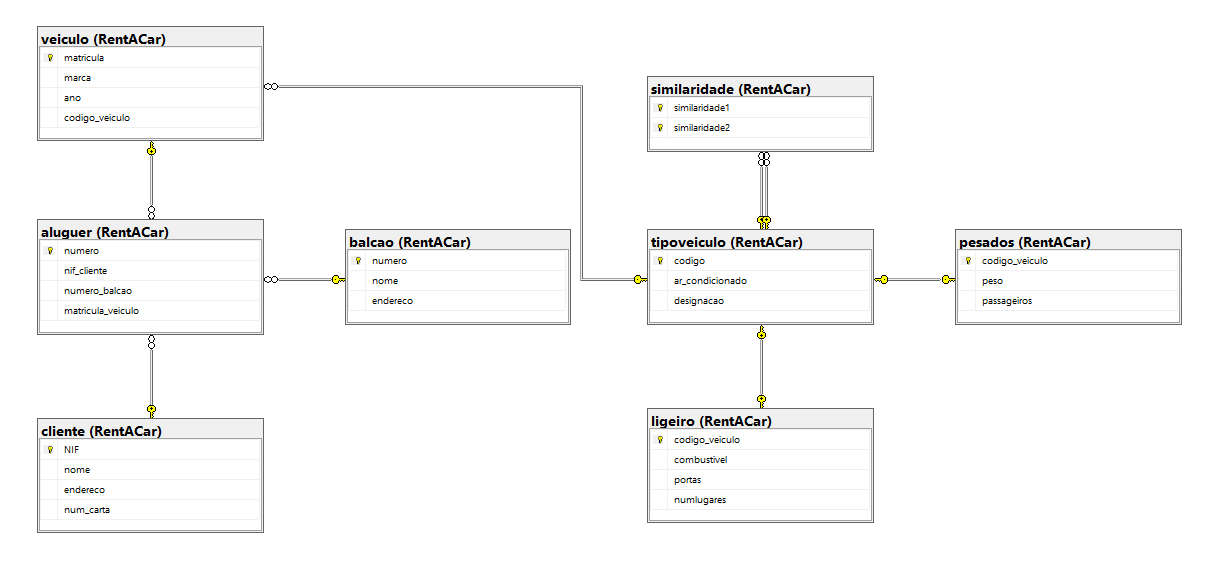 veiculo (RentACar)
matricula
marca
ano
codigo_veiculo
similaridade (RentACar)
similaridade1
similaridade2
aluguer (RentACar)
numero
nif_cliente
numero_balcao
matricula_veiculo
balcao (RentACar)
numero
nome
endereco
tipoveiculo (RentACar)
codigo
ar_condicionado
designacao
pesados (RentACar)
codigo_veiculo
peso
passageiros
cliente (RentACar)
NIF
nome
endereco
num_carta
ligeiro (RentACar)
codigo_veiculo
combustivel
portas
numlugares